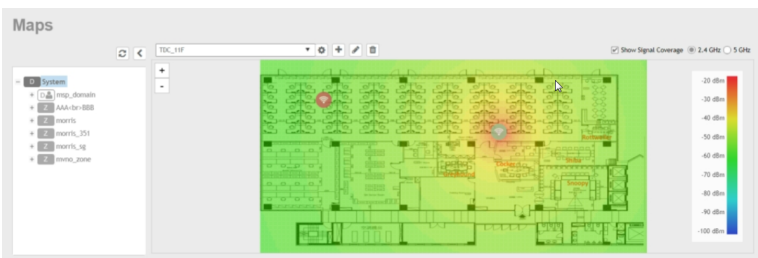 Maps
TDC_11F
Show Signal Coverage 2.4 GHz 5 GHz
D System
D msp_domain
Z AAA<br>BBB
Z morris
Z morris_351
Z morris_sg
Z mvno_zone
+
-
-20 dBm
-30 dBm
-40 dBm
-50 dBm
-60 dBm
-70 dBm
-80 dBm
-90 dBm
-100 dBm
Snoopy